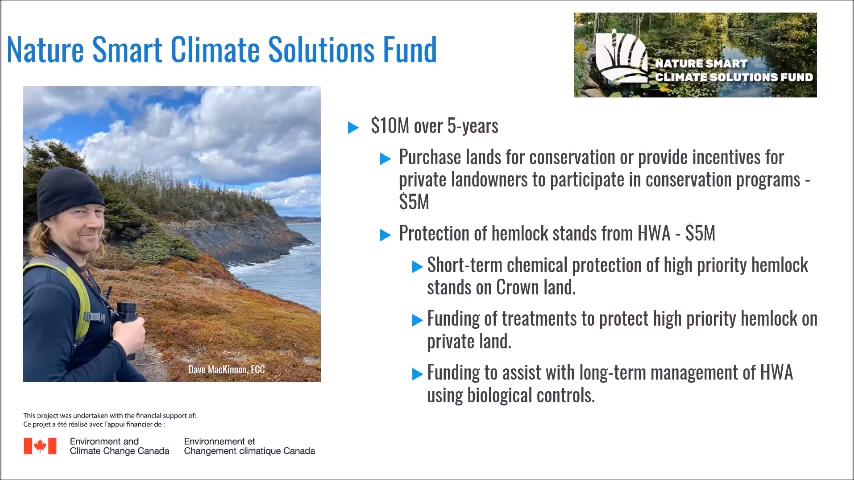 Nature Smart Climate Solutions Fund
NATURE SMART
CLIMATE SOLUTIONS FUND
$10M over 5-years
Purchase lands for conservation or provide incentives for
private landowners to participate in conservation programs -
$5M
Protection of hemlock stands from HWA - $5M
Short-term chemical protection of high priority hemlock
stands on Crown land.
Funding of treatments to protect high priority hemlock on
private land.
Funding to assist with long-term management of HWA
using biological controls.
Dave MacKinnon, ECC
This project was undertaken with the financial support of:
Ce projet a été réalisé avec l'appui financier de :
Environment and
Climate Change Canada
Environnement et
Changement climatique Canada